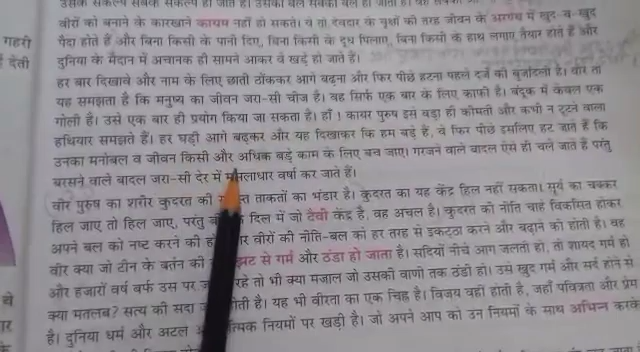 वीरों को बनाने के कारखाने कायम नहीं हो सकते। वे तो देवदार के वृक्षों की तरह जीवन के अरण्य में खुद-व-खुद
गहरी
पैदा होते हैं और बिना किसी के पानी दिए, बिना किसी के दूध पिलाए, बिना किसी के हाथ लगाए तैयार होते हैं और
दुनिया के मैदान में अचानक ही सामने आकर वे खड़े हो जाते हैं।
हर बार दिखावे और नाम के लिए छाती ठोंककर आगे बढ़ना और फिर पीछे हटना पहले दर्जे की बुजदिली है। वीर तो
यह समझता है कि मनुष्य का जीवन जरा-सी चीज है। वह सिर्फ एक बार के लिए काफी है। बंदूक में केवल एक
गोली है। उसे एक बार ही प्रयोग किया जा सकता है। हाँ ! कायर पुरुष इसे बड़ा ही कीमती और कभी न टूटने वाला
हथियार समझते हैं। हर घड़ी आगे बढ़कर और यह दिखाकर कि हम बड़े हैं, वे फिर पीछे इसलिए हट जाते हैं कि
उनका मनोबल व जीवन किसी और अधिक बड़े काम के लिए बच जाए। गरजने वाले बादल ऐसे ही चले जाते हैं परंतु
बरसने वाले बादल जरा-सी देर में मूसलाधार वर्षा कर जाते हैं।
वीर पुरुष का शरीर कुदरत की ताकतों का भंडार है। कुदरत का यह केंद्र हिल नहीं सकता। सूर्य का चक्कर
हिल जाए तो हिल जाए, परंतु के दिल में जो दैवी केंद्र है, वह अचल है। कुदरत की नीति चाहे विकसित होकर
अपने बल को नष्ट करने की वीरों की नीति-बल को हर तरह से इकट्ठा करने और बढ़ाने की होती है। वह
वीर क्या जो टीन के बर्तन की झट से गर्म और ठंडा हो जाता है। सदियों नीचे आग जलती हो, तो शायद गर्म हो
और हजारों वर्ष बर्फ उस पर रहे तो भी क्या मजाल जो उसकी वाणी तक ठंडी हो। उसे खुद गर्म और सर्द होने से
क्या मतलब? सत्य की सदा होती है। यह भी वीरता का एक चिह्न है। विजय वहीं होती है, जहाँ पवित्रता और प्रेम
है। दुनिया धर्म और अटल नियमों पर खड़ी है। जो अपने आप को उन नियमों के साथ अभिन्न करके